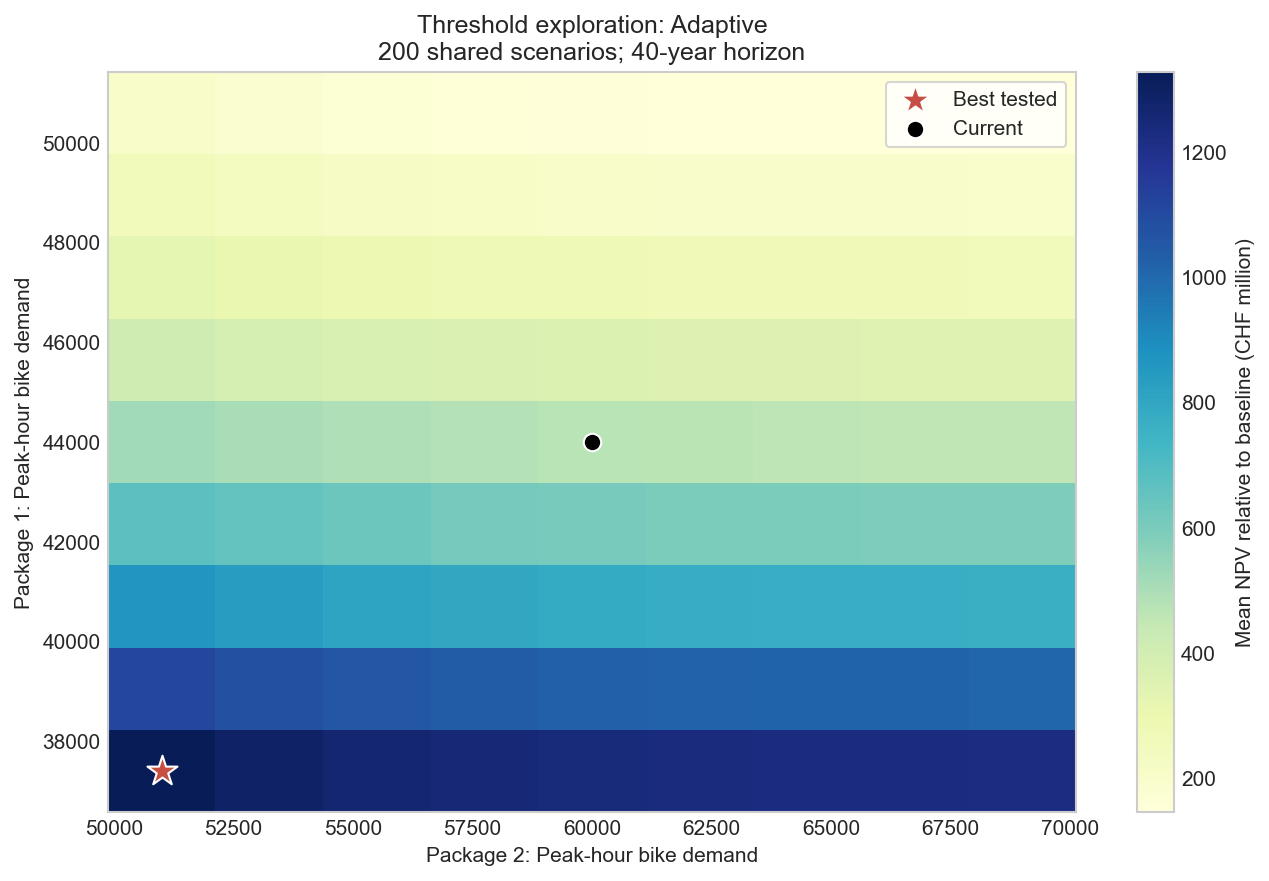 Threshold exploration: Adaptive
200 shared scenarios; 40-year horizon
Best tested
Current
Package 1: Peak-hour bike demand
50000
48000
46000
44000
42000
40000
38000
50000 52500 55000 57500 60000 62500 65000 67500 70000
Package 2: Peak-hour bike demand
1200
1000
800
600
400
200
Mean NPV relative to baseline (CHF million)